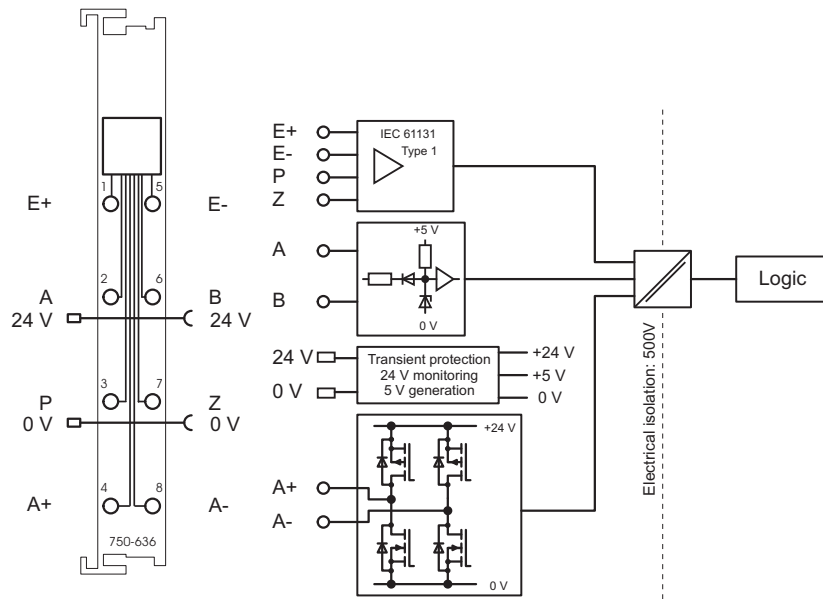 1
5
E+
E-
2
6
A
B
24 V
24 V
3
7
P
Z
0 V
0 V
4
8
A+
A-
750-636
E+
E-
P
Z
IEC 61131
Type 1
A
B
+5 V
0 V
24 V
0 V
Transient protection
24 V monitoring
5 V generation
+24 V
+5 V
0 V
A+
A-
+24 V
0 V
Electrical isolation: 500V
Logic